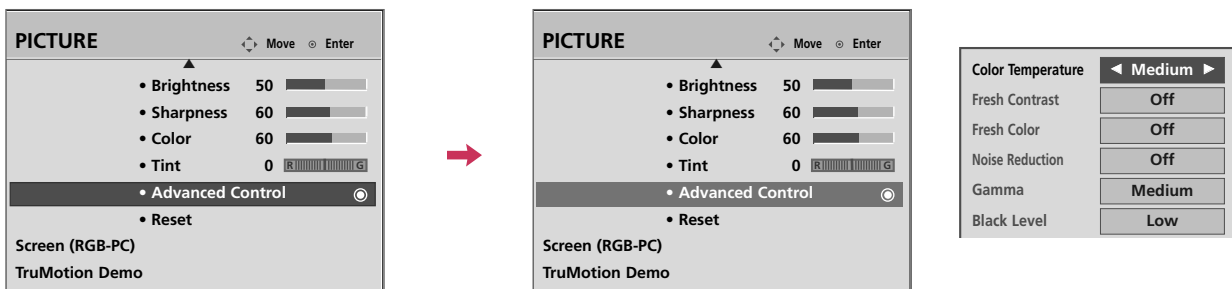 PICTURE Move Enter
• Brightness 50
• Sharpness 60
• Color 60
• Tint 0 R G
• Advanced Control
• Reset
Screen (RGB-PC)
TruMotion Demo
PICTURE Move Enter
• Brightness 50
• Sharpness 60
• Color 60
• Tint 0 R G
• Advanced Control
• Reset
Screen (RGB-PC)
TruMotion Demo
Color Temperature ◄ Medium ►
Fresh Contrast Off
Fresh Color Off
Noise Reduction Off
Gamma Medium
Black Level Low